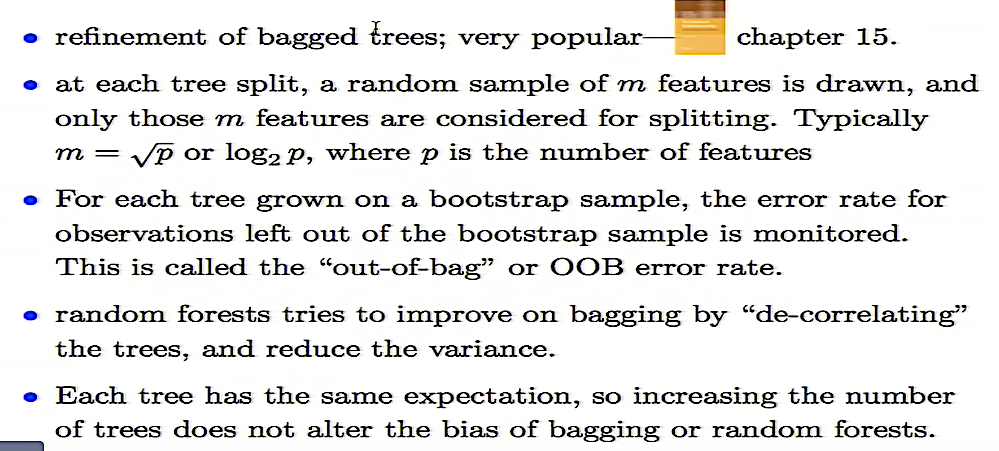 refinement of bagged trees; very popular— chapter 15.
at each tree split, a random sample of m features is drawn, and
only those m features are considered for splitting. Typically
m = √p or log₂ p, where p is the number of features
For each tree grown on a bootstrap sample, the error rate for
observations left out of the bootstrap sample is monitored.
This is called the “out-of-bag” or OOB error rate.
random forests tries to improve on bagging by “de-correlating”
the trees, and reduce the variance.
Each tree has the same expectation, so increasing the number
of trees does not alter the bias of bagging or random forests.